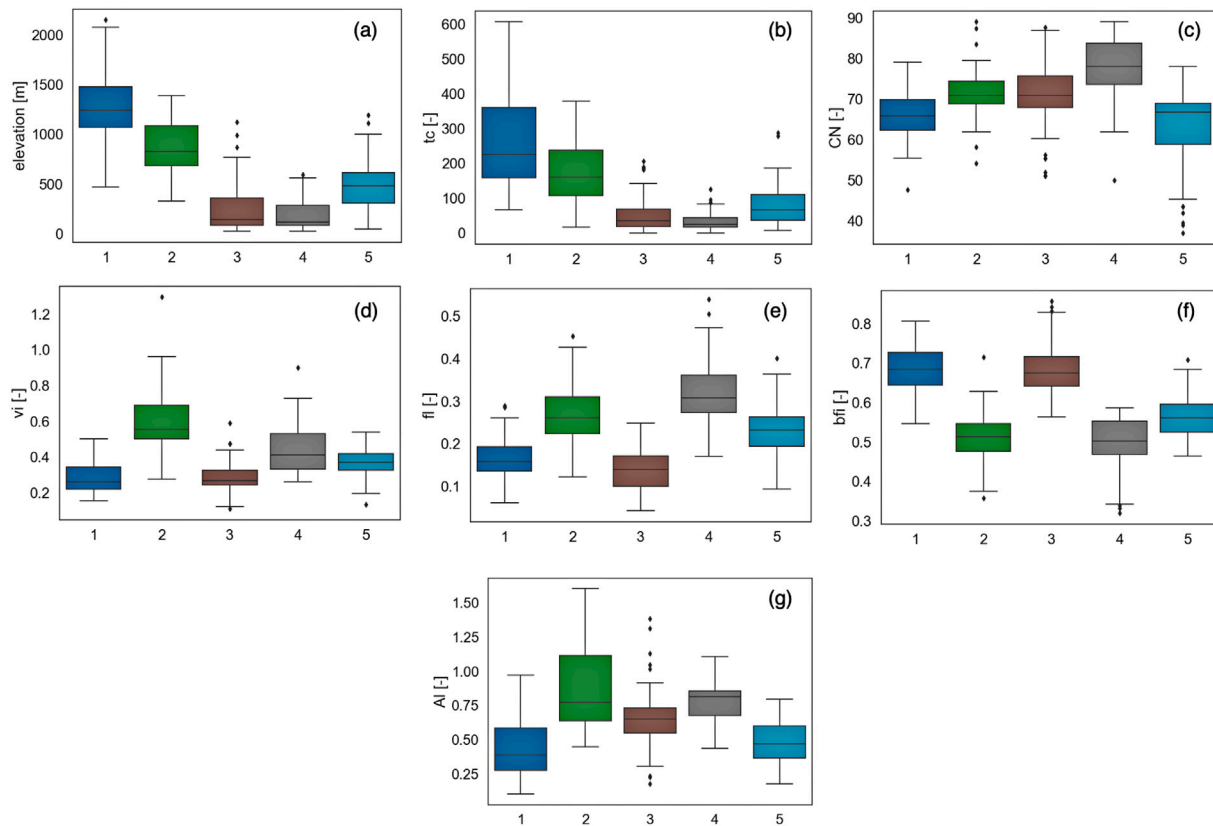 (a)
elevation [m]
2000
1500
1000
500
0
1 2 3 4 5
(b)
tc [-]
600
500
400
300
200
100
0
1 2 3 4 5
(c)
CN [-]
90
80
70
60
50
40
1 2 3 4 5
(d)
vi [-]
1.2
1.0
0.8
0.6
0.4
0.2
1 2 3 4 5
(e)
fl [-]
0.5
0.4
0.3
0.2
0.1
1 2 3 4 5
(f)
bfi [-]
0.8
0.7
0.6
0.5
0.4
0.3
1 2 3 4 5
(g)
AI [-]
1.50
1.25
1.00
0.75
0.50
0.25
1 2 3 4 5